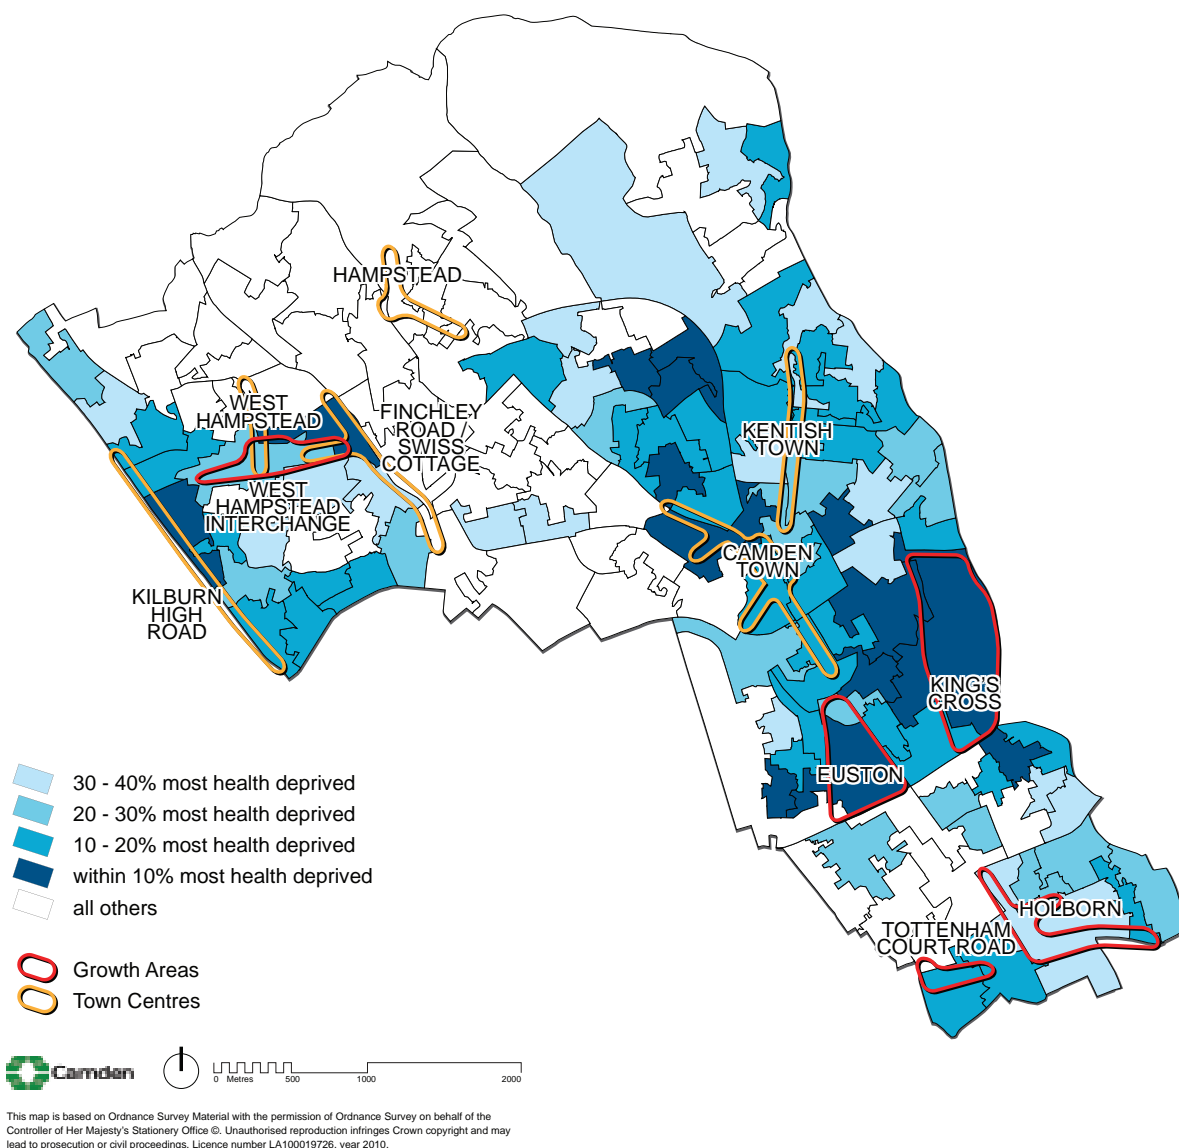 HAMPSTEAD
WEST
HAMPSTEAD
FINCHLEY
ROAD /
SWISS
COTTAGE
KENTISH
TOWN
WEST
HAMPSTEAD
INTERCHANGE
CAMDEN
TOWN
KILBURN
HIGH
ROAD
KING'S
CROSS
EUSTON
HOLBORN
TOTTENHAM
COURT ROAD
30 - 40% most health deprived
20 - 30% most health deprived
10 - 20% most health deprived
within 10% most health deprived
all others
Growth Areas
Town Centres
Camden
0 Metres 500 1000 2000
This map is based on Ordnance Survey Material with the permission of Ordnance Survey on behalf of the
Controller of Her Majesty's Stationery Office ©. Unauthorised reproduction infringes Crown copyright and may
lead to prosecution or civil proceedings. Licence number LA100019726, year 2010.